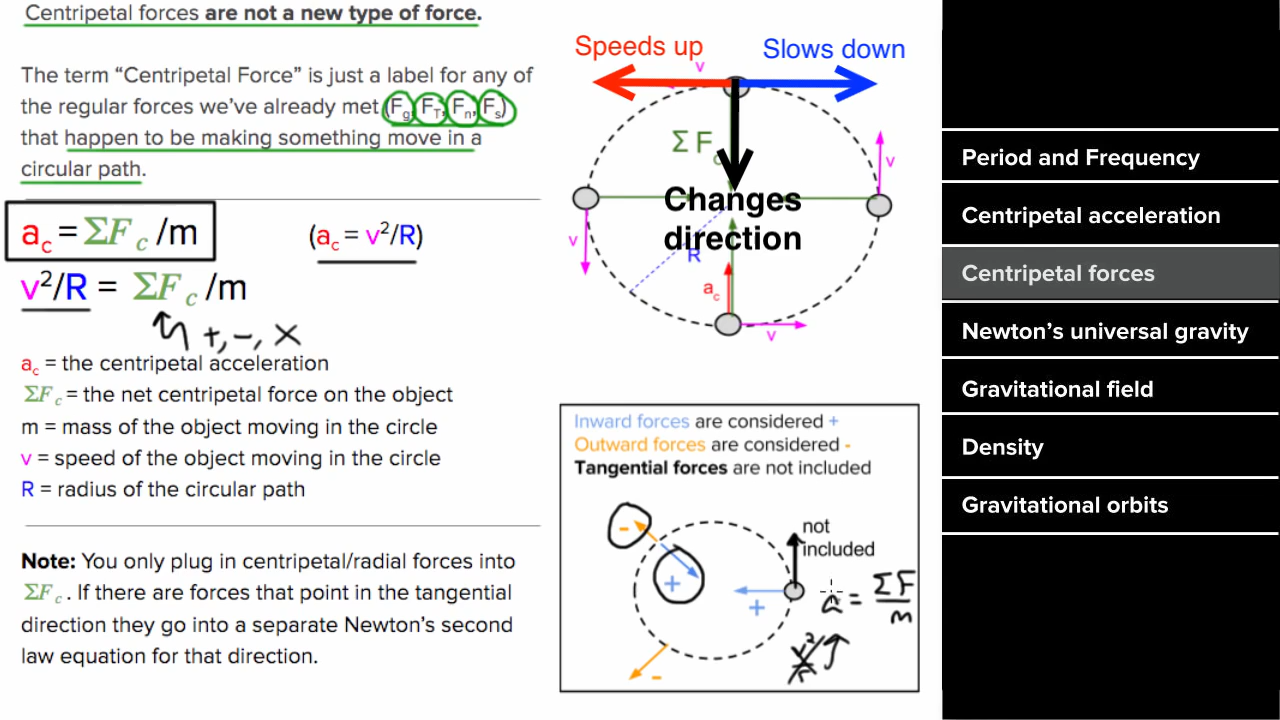 Centripetal forces are not a new type of force.
The term “Centripetal Force” is just a label for any of
the regular forces we’ve already met (Fg, FT, Fn, Fs)
that happen to be making something move in a
circular path.
ac = ΣF c /m
(ac = v²/R)
v²/R = ΣF c /m
+, -, x
ac = the centripetal acceleration
ΣF c = the net centripetal force on the object
m = mass of the object moving in the circle
v = speed of the object moving in the circle
R = radius of the circular path
Note: You only plug in centripetal/radial forces into
ΣF c . If there are forces that point in the tangential
direction they go into a separate Newton’s second
law equation for that direction.
Speeds up
Slows down
v
Σ F c
v
Changes
direction
v
R
ac
v
Inward forces are considered +
Outward forces are considered -
Tangential forces are not included
-
not
included
+
+
a = ΣF/m
v²/r
-
Period and Frequency
Centripetal acceleration
Centripetal forces
Newton’s universal gravity
Gravitational field
Density
Gravitational orbits